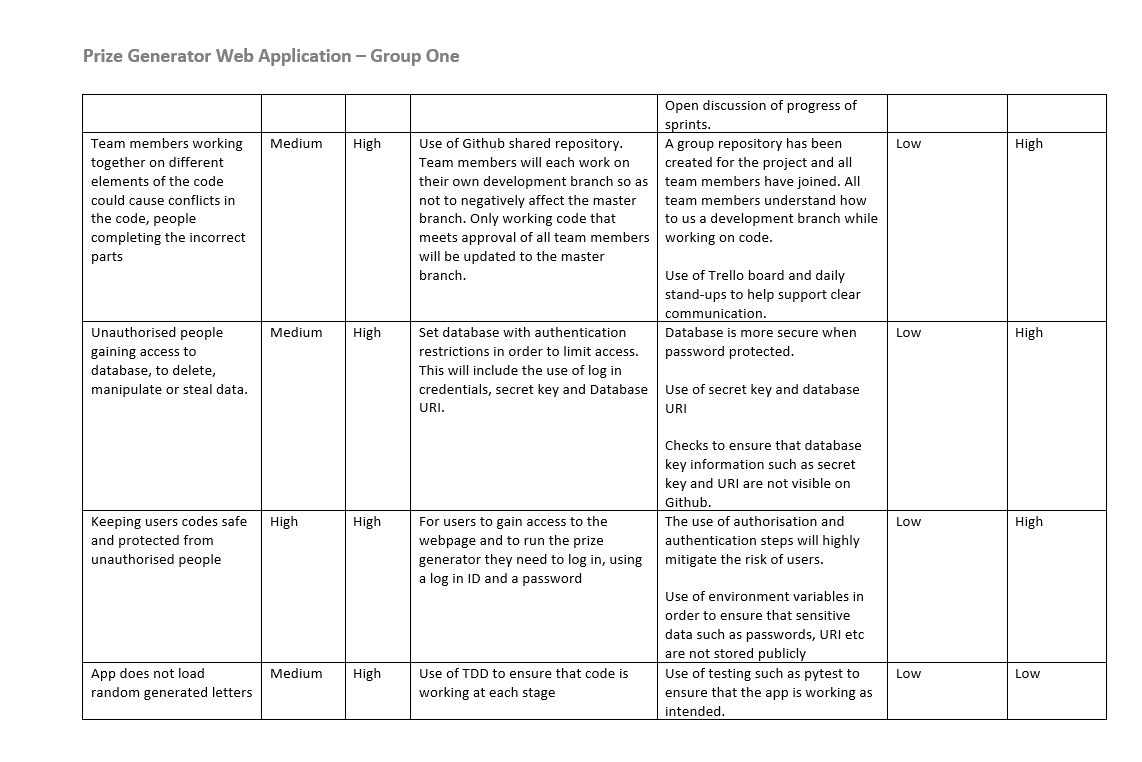 Prize Generator Web Application – Group One
Open discussion of progress of
sprints.
Team members working
together on different
elements of the code
could cause conflicts in
the code, people
completing the incorrect
parts
Medium
High
Use of Github shared repository.
Team members will each work on
their own development branch so as
not to negatively affect the master
branch. Only working code that
meets approval of all team members
will be updated to the master
branch.
A group repository has been
created for the project and all
team members have joined. All
team members understand how
to us a development branch while
working on code.
Use of Trello board and daily
stand-ups to help support clear
communication.
Low
High
Unauthorised people
gaining access to
database, to delete,
manipulate or steal data.
Medium
High
Set database with authentication
restrictions in order to limit access.
This will include the use of log in
credentials, secret key and Database
URI.
Database is more secure when
password protected.
Use of secret key and database
URI
Checks to ensure that database
key information such as secret
key and URI are not visible on
Github.
Low
High
Keeping users codes safe
and protected from
unauthorised people
High
High
For users to gain access to the
webpage and to run the prize
generator they need to log in, using
a log in ID and a password
The use of authorisation and
authentication steps will highly
mitigate the risk of users.
Use of environment variables in
order to ensure that sensitive
data such as passwords, URI etc
are not stored publicly
Low
High
App does not load
random generated letters
Medium
High
Use of TDD to ensure that code is
working at each stage
Use of testing such as pytest to
ensure that the app is working as
intended.
Low
Low